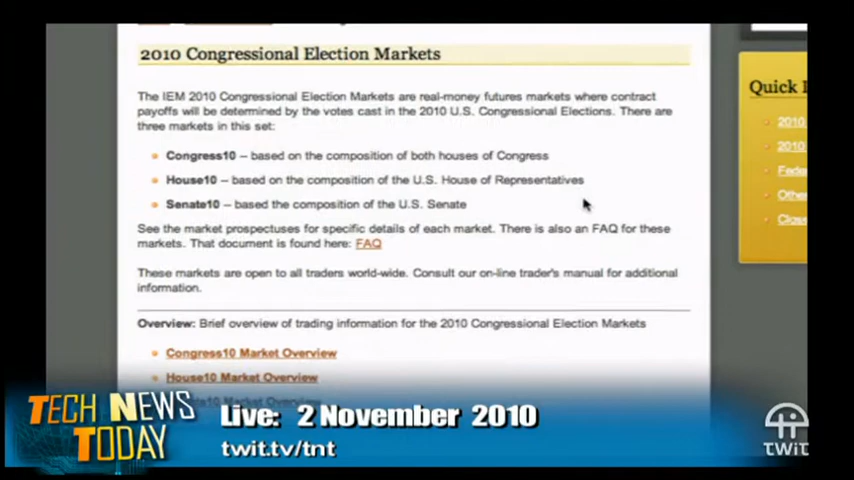 2010 Congressional Election Markets
The IEM 2010 Congressional Election Markets are real-money futures markets where contract
payoffs will be determined by the votes cast in the 2010 U.S. Congressional Elections. There are
three markets in this set:
Congress10 – based on the composition of both houses of Congress
House10 – based on the composition of the U.S. House of Representatives
Senate10 – based the composition of the U.S. Senate
See the market prospectuses for specific details of each market. There is also an FAQ for these
markets. That document is found here: FAQ
These markets are open to all traders world-wide. Consult our on-line trader's manual for additional
information.
Overview: Brief overview of trading information for the 2010 Congressional Election Markets
Congress10 Market Overview
House10 Market Overview
Quick
2010
2010
Other
TECH NEWS
TODAY
Live: 2 November 2010
twit.tv/tnt
TWiT